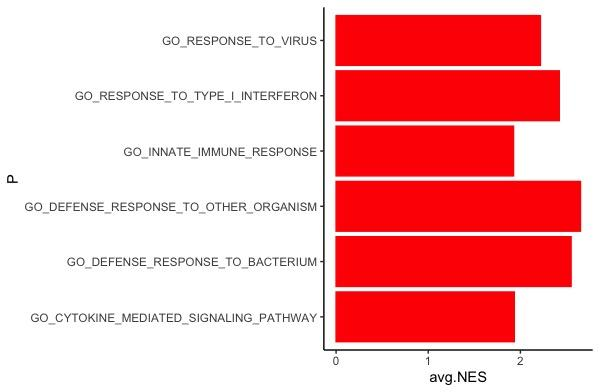 GO_RESPONSE_TO_VIRUS
GO_RESPONSE_TO_TYPE_I_INTERFERON
GO_INNATE_IMMUNE_RESPONSE
P
GO_DEFENSE_RESPONSE_TO_OTHER_ORGANISM
GO_DEFENSE_RESPONSE_TO_BACTERIUM
GO_CYTOKINE_MEDIATED_SIGNALING_PATHWAY
0 1 2
avg.NES